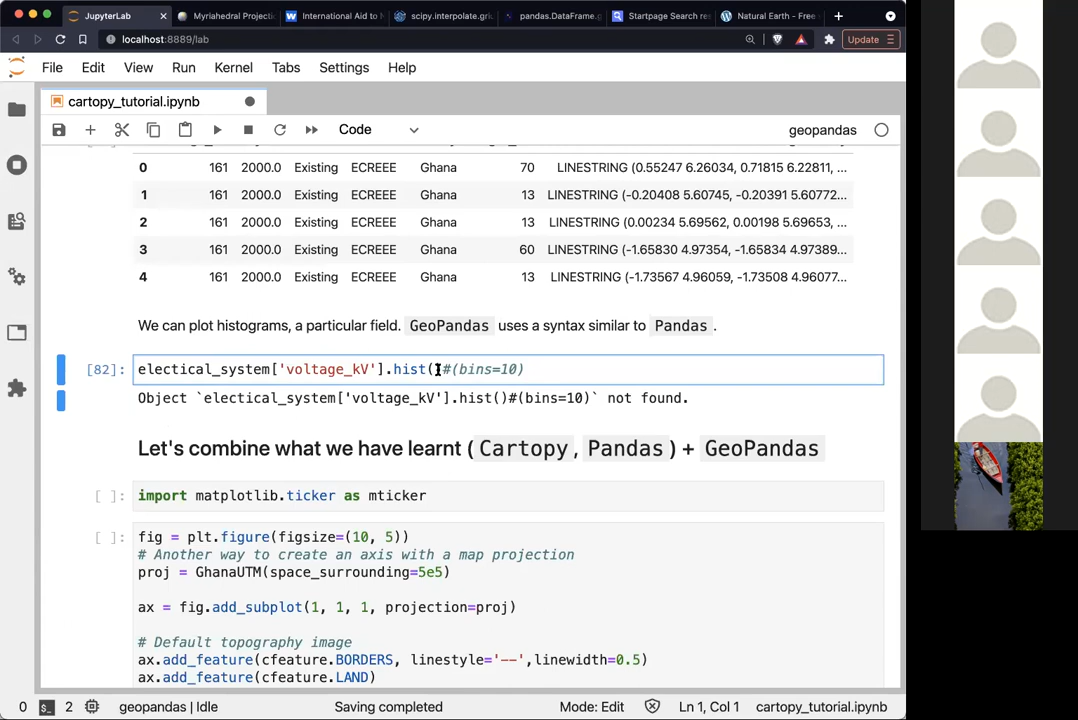 JupyterLab
Myriahedral Projecti
International Aid to M
scipy.interpolate.gri
pandas.DataFrame.g
Startpage Search res
Natural Earth - Free
localhost:8889/lab
Update
File Edit View Run Kernel Tabs Settings Help
cartopy_tutorial.ipynb
Code
geopandas
0 161 2000.0 Existing ECREEE Ghana 70 LINESTRING (0.55247 6.26034, 0.71815 6.22811, ...
1 161 2000.0 Existing ECREEE Ghana 13 LINESTRING (-0.20408 5.60745, -0.20391 5.60772...
2 161 2000.0 Existing ECREEE Ghana 13 LINESTRING (0.00234 5.69562, 0.00198 5.69653, ...
3 161 2000.0 Existing ECREEE Ghana 60 LINESTRING (-1.65830 4.97354, -1.65834 4.97389...
4 161 2000.0 Existing ECREEE Ghana 13 LINESTRING (-1.73567 4.96059, -1.73508 4.96077...
We can plot histograms, a particular field. GeoPandas uses a syntax similar to Pandas .
[82]: electical_system['voltage_kV'].hist()#(bins=10)
Object `electical_system['voltage_kV'].hist()#(bins=10)` not found.
Let's combine what we have learnt ( Cartopy , Pandas ) + GeoPandas
[ ]: import matplotlib.ticker as mticker
[ ]: fig = plt.figure(figsize=(10, 5))
# Another way to create an axis with a map projection
proj = GhanaUTM(space_surrounding=5e5)
ax = fig.add_subplot(1, 1, 1, projection=proj)
# Default topography image
ax.add_feature(cfeature.BORDERS, linestyle='--',linewidth=0.5)
ax.add_feature(cfeature.LAND)
0 2 geopandas | Idle Saving completed Mode: Edit Ln 1, Col 1 cartopy_tutorial.ipynb